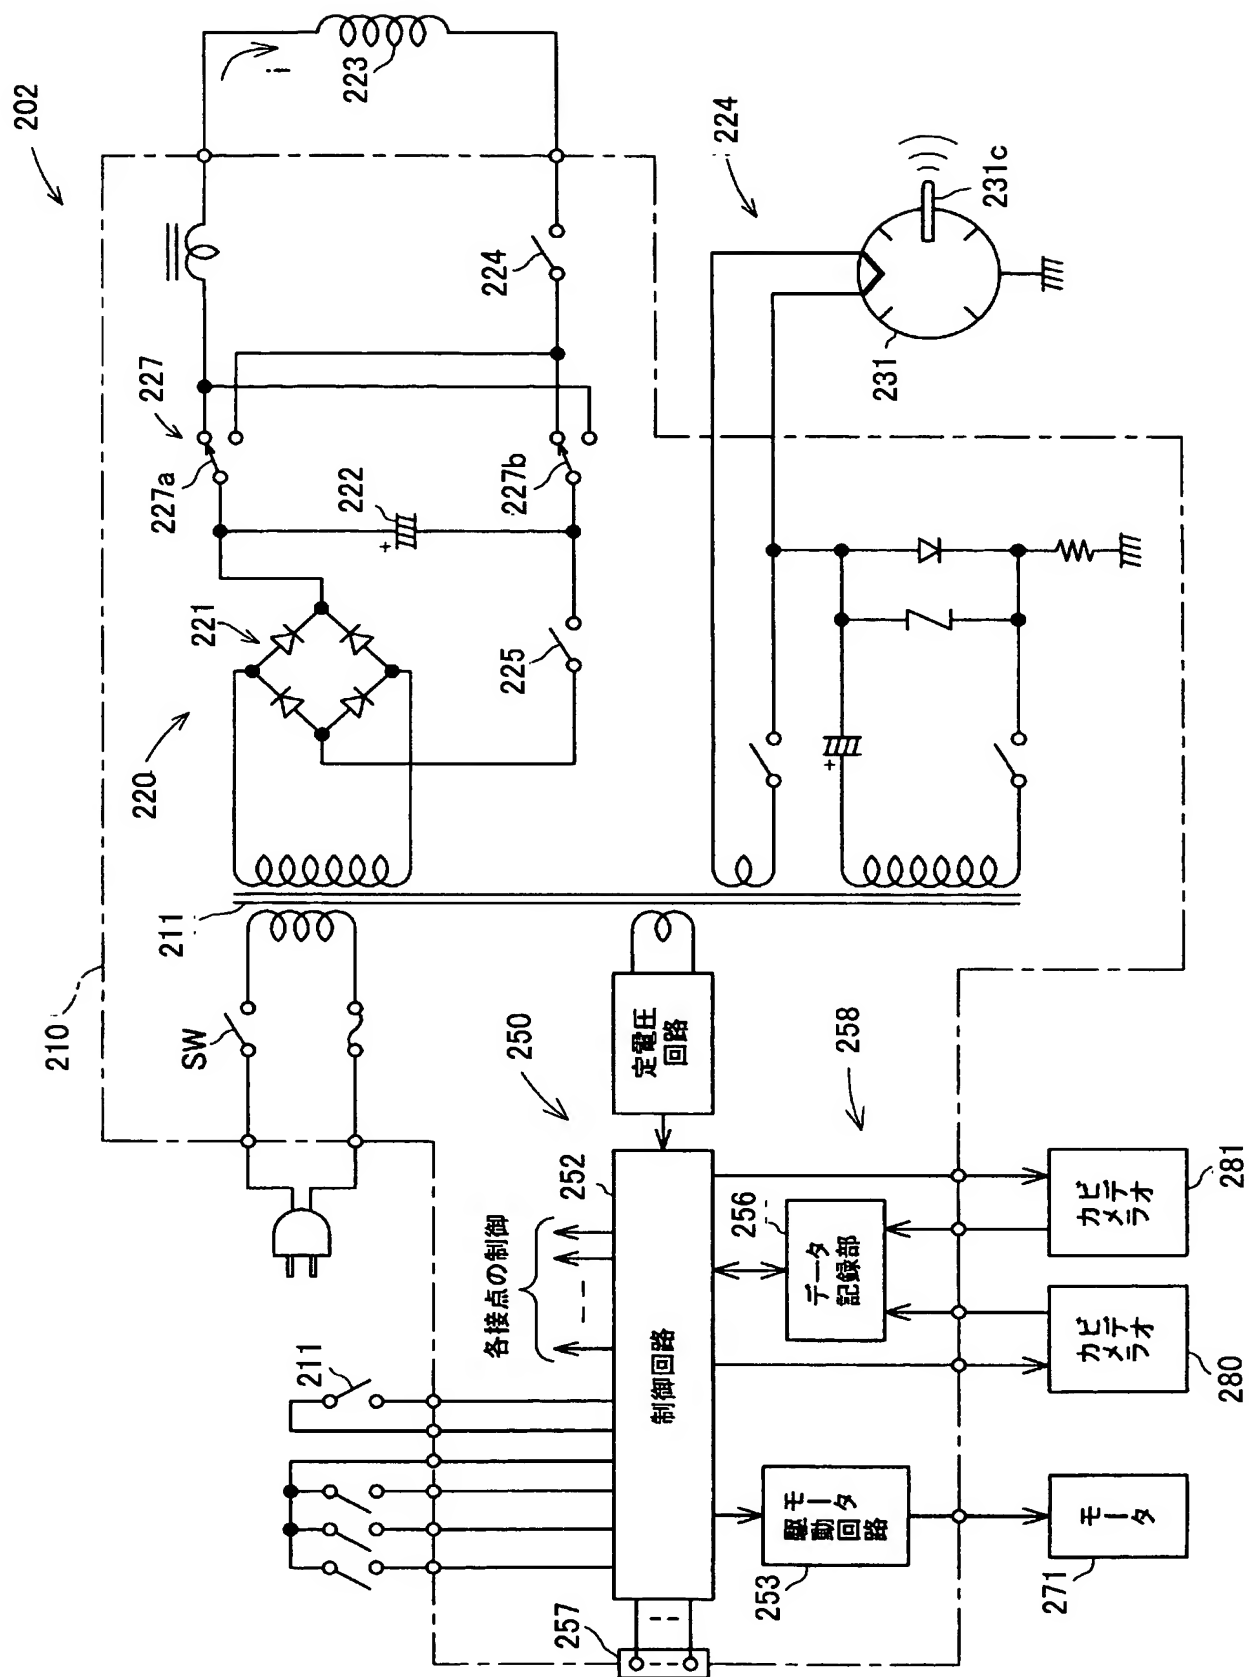 202
i
223
227
227a
222
+
227b
224
221
225
220
211
210
SW
224
231c
231
+
250
定電圧
回路
258
252
各接点の制御
211
制御回路
256
データ
記録部
257
253
モータ
駆動回路
271
モータ
280
ビデオ
カメラ
281
ビデオ
カメラ